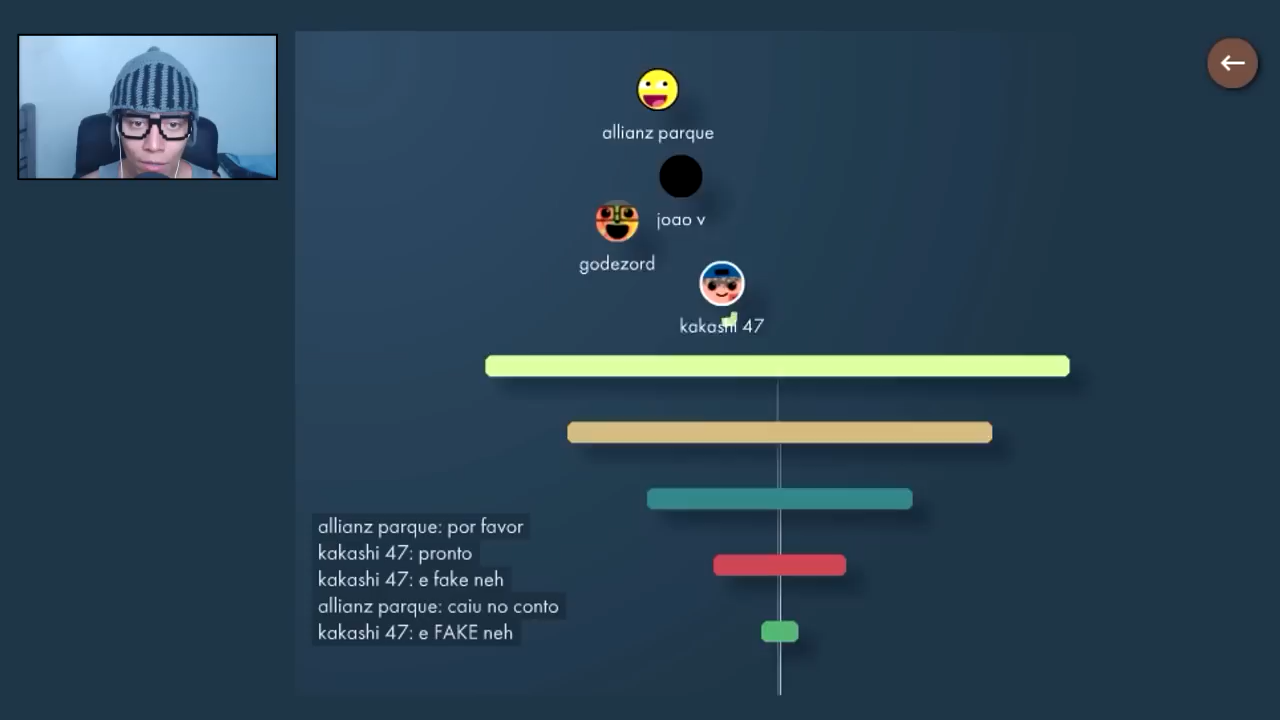 allianz parque
joao v
godezord
kakashi 47
allianz parque: por favor
kakashi 47: pronto
kakashi 47: e fake neh
allianz parque: caiu no conto
kakashi 47: e FAKE neh